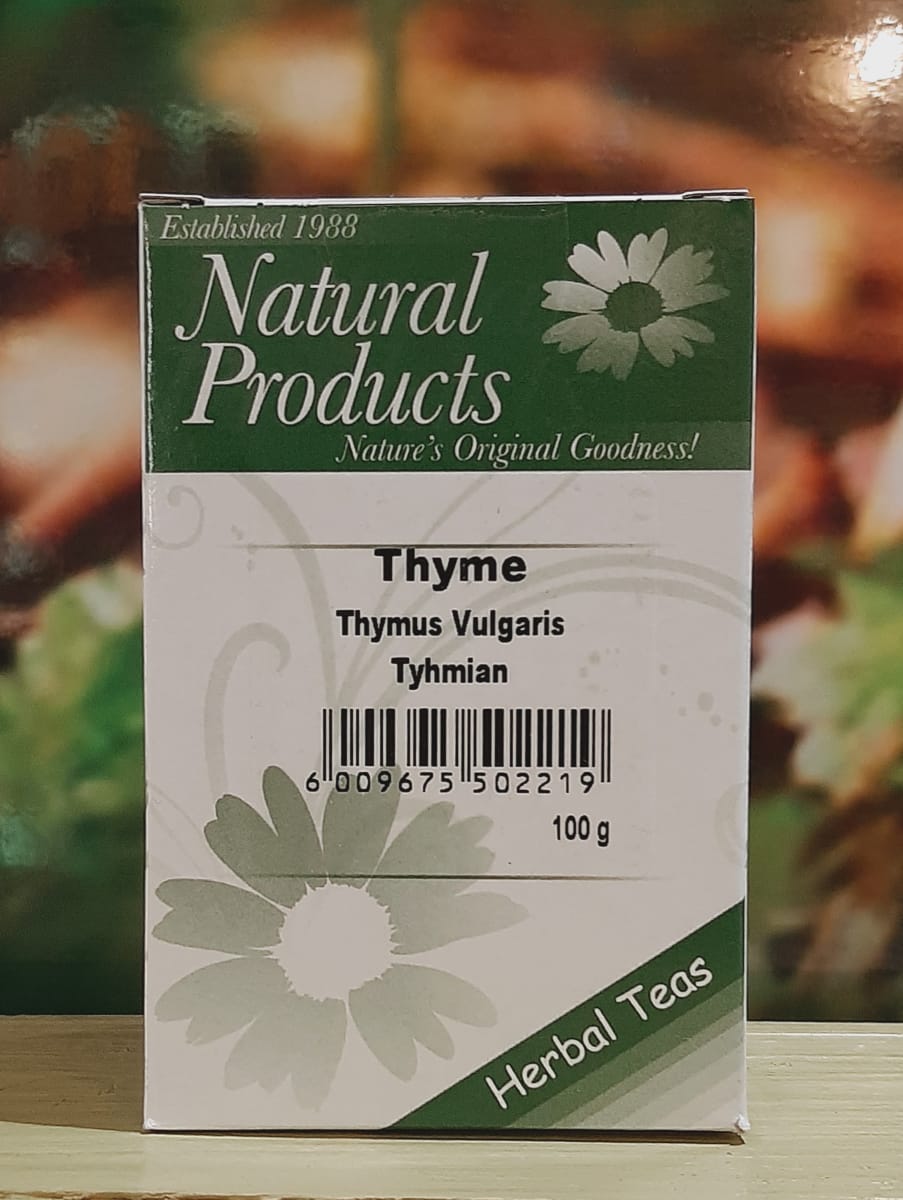 Established 1988
Natural
Products
Nature's Original Goodness!
Thyme
Thymus Vulgaris
Tyhmian
6 009675 502219
100 g
Herbal Teas